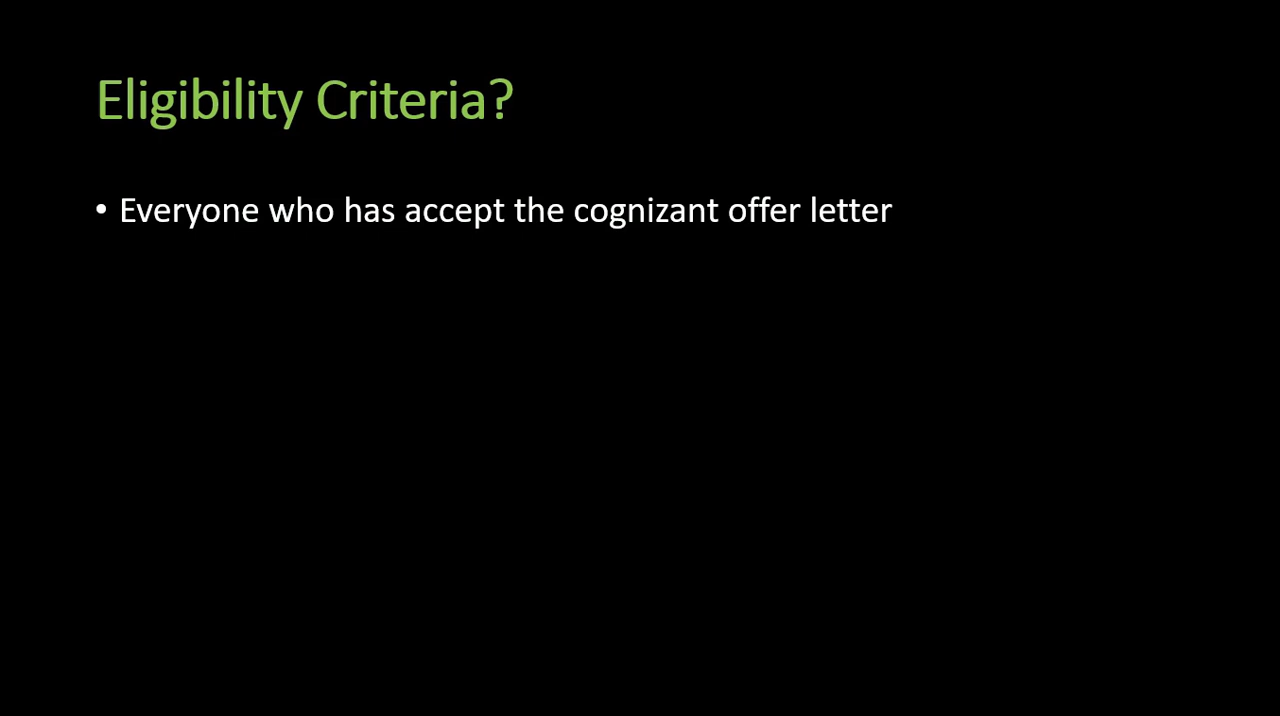 Eligibility Criteria?
• Everyone who has accept the cognizant offer letter